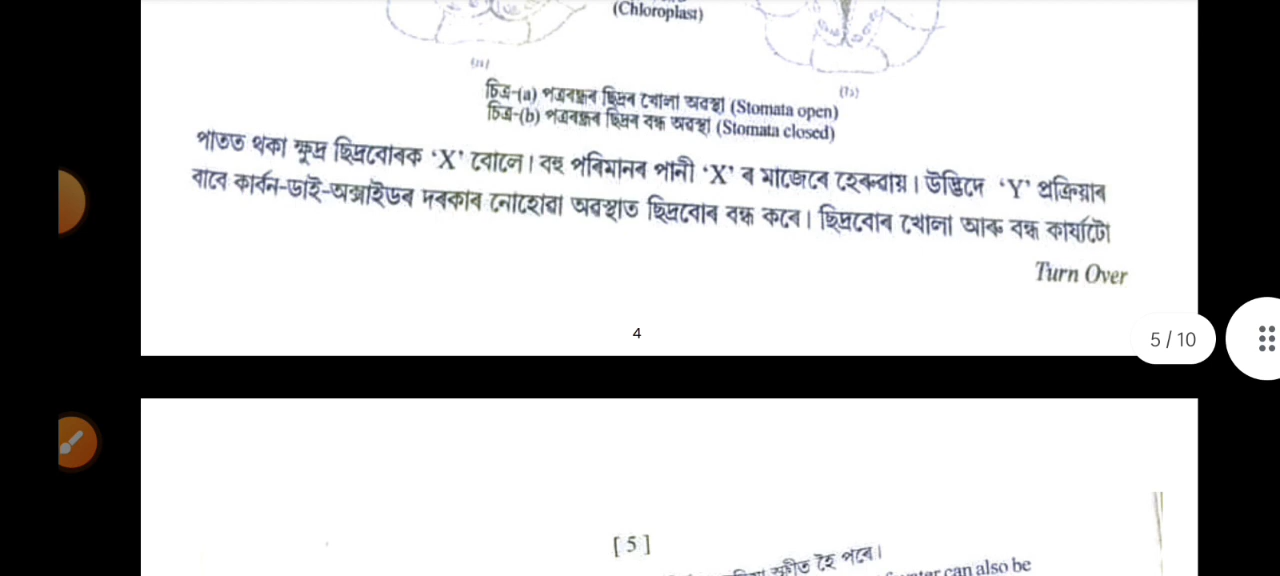 (Chloroplast)
(a)
(b)
চিত্ৰ-(a) পত্ৰৰন্ধ্ৰৰ ছিদ্ৰৰ খোলা অৱস্থা (Stomata open)
চিত্ৰ-(b) পত্ৰৰন্ধ্ৰৰ ছিদ্ৰৰ বন্ধ অৱস্থা (Stomata closed)
পাতত থকা ক্ষুদ্ৰ ছিদ্ৰবোৰক ‘X’ বোলে। বহু পৰিমানৰ পানী ‘X’ ৰ মাজেৰে হেৰুৱায়। উদ্ভিদে ‘Y’ প্ৰক্ৰিয়াৰ
বাবে কাৰ্বন-ডাই-অক্সাইডৰ দৰকাৰ নোহোৱা অৱস্থাত ছিদ্ৰবোৰ বন্ধ কৰে। ছিদ্ৰবোৰ খোলা আৰু বন্ধ কাৰ্য্যটো
Turn Over
4
5 / 10
[ 5 ]
স্ফীত হৈ পৰে।
can also be